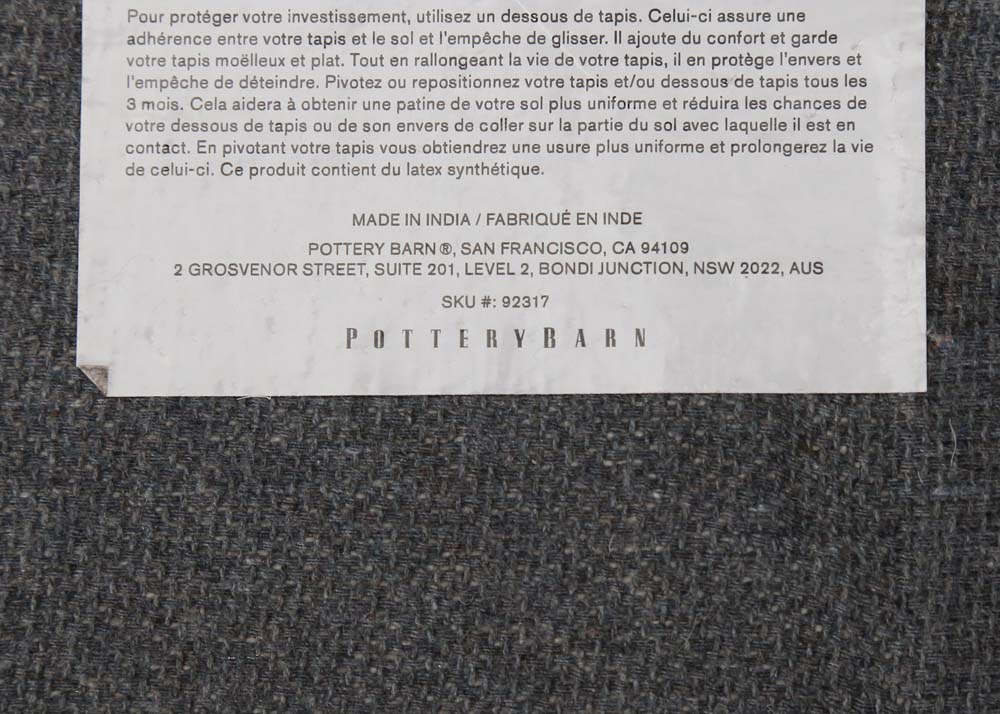 Pour protéger votre investissement, utilisez un dessous de tapis. Celui-ci assure une
adhérence entre votre tapis et le sol et l'empêche de glisser. Il ajoute du confort et garde
votre tapis moëlleux et plat. Tout en rallongeant la vie de votre tapis, il en protège l'envers et
l'empêche de déteindre. Pivotez ou repositionnez votre tapis et/ou dessous de tapis tous les
3 mois. Cela aidera à obtenir une patine de votre sol plus uniforme et réduira les chances de
votre dessous de tapis ou de son envers de coller sur la partie du sol avec laquelle il est en
contact. En pivotant votre tapis vous obtiendrez une usure plus uniforme et prolongerez la vie
de celui-ci. Ce produit contient du latex synthétique.
MADE IN INDIA / FABRIQUÉ EN INDE
POTTERY BARN®, SAN FRANCISCO, CA 94109
2 GROSVENOR STREET, SUITE 201, LEVEL 2, BONDI JUNCTION, NSW 2022, AUS
SKU #: 92317
POTTERY BARN